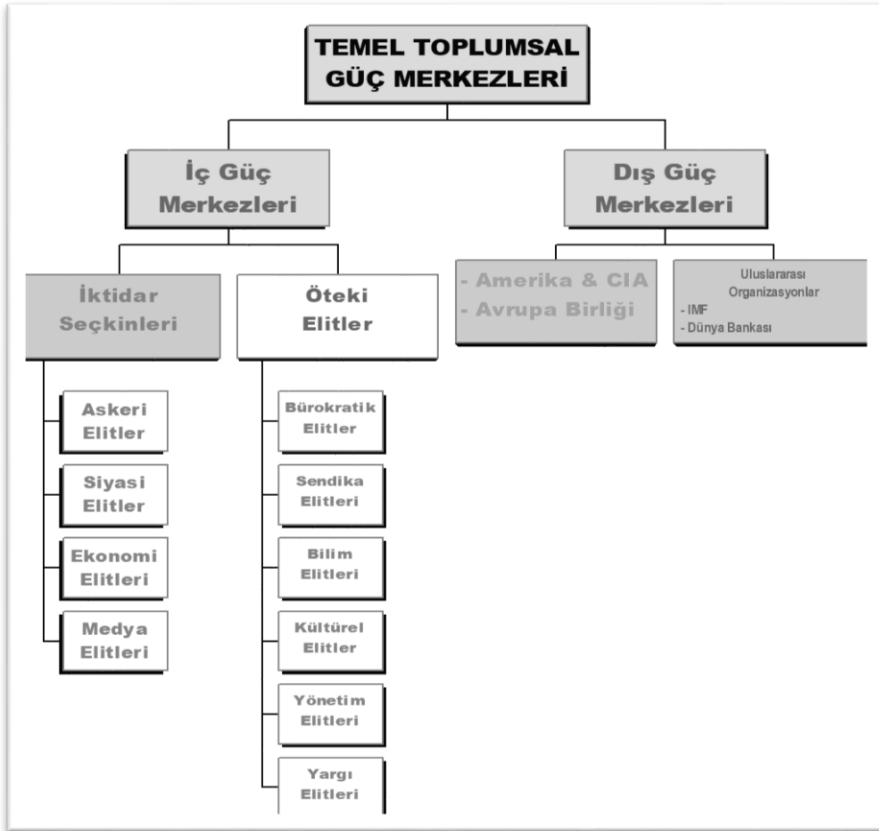 TEMEL TOPLUMSAL
GÜÇ MERKEZLERİ
İç Güç
Merkezleri
Dış Güç
Merkezleri
İktidar
Seçkinleri
Öteki
Elitler
- Amerika & CIA
- Avrupa Birliği
Uluslararası
Organizasyonlar
- IMF
- Dünya Bankası
Askeri
Elitler
Siyasi
Elitler
Ekonomi
Elitleri
Medya
Elitleri
Bürokratik
Elitler
Sendika
Elitleri
Bilim
Elitleri
Kültürel
Elitler
Yönetim
Elitleri
Yargı
Elitleri